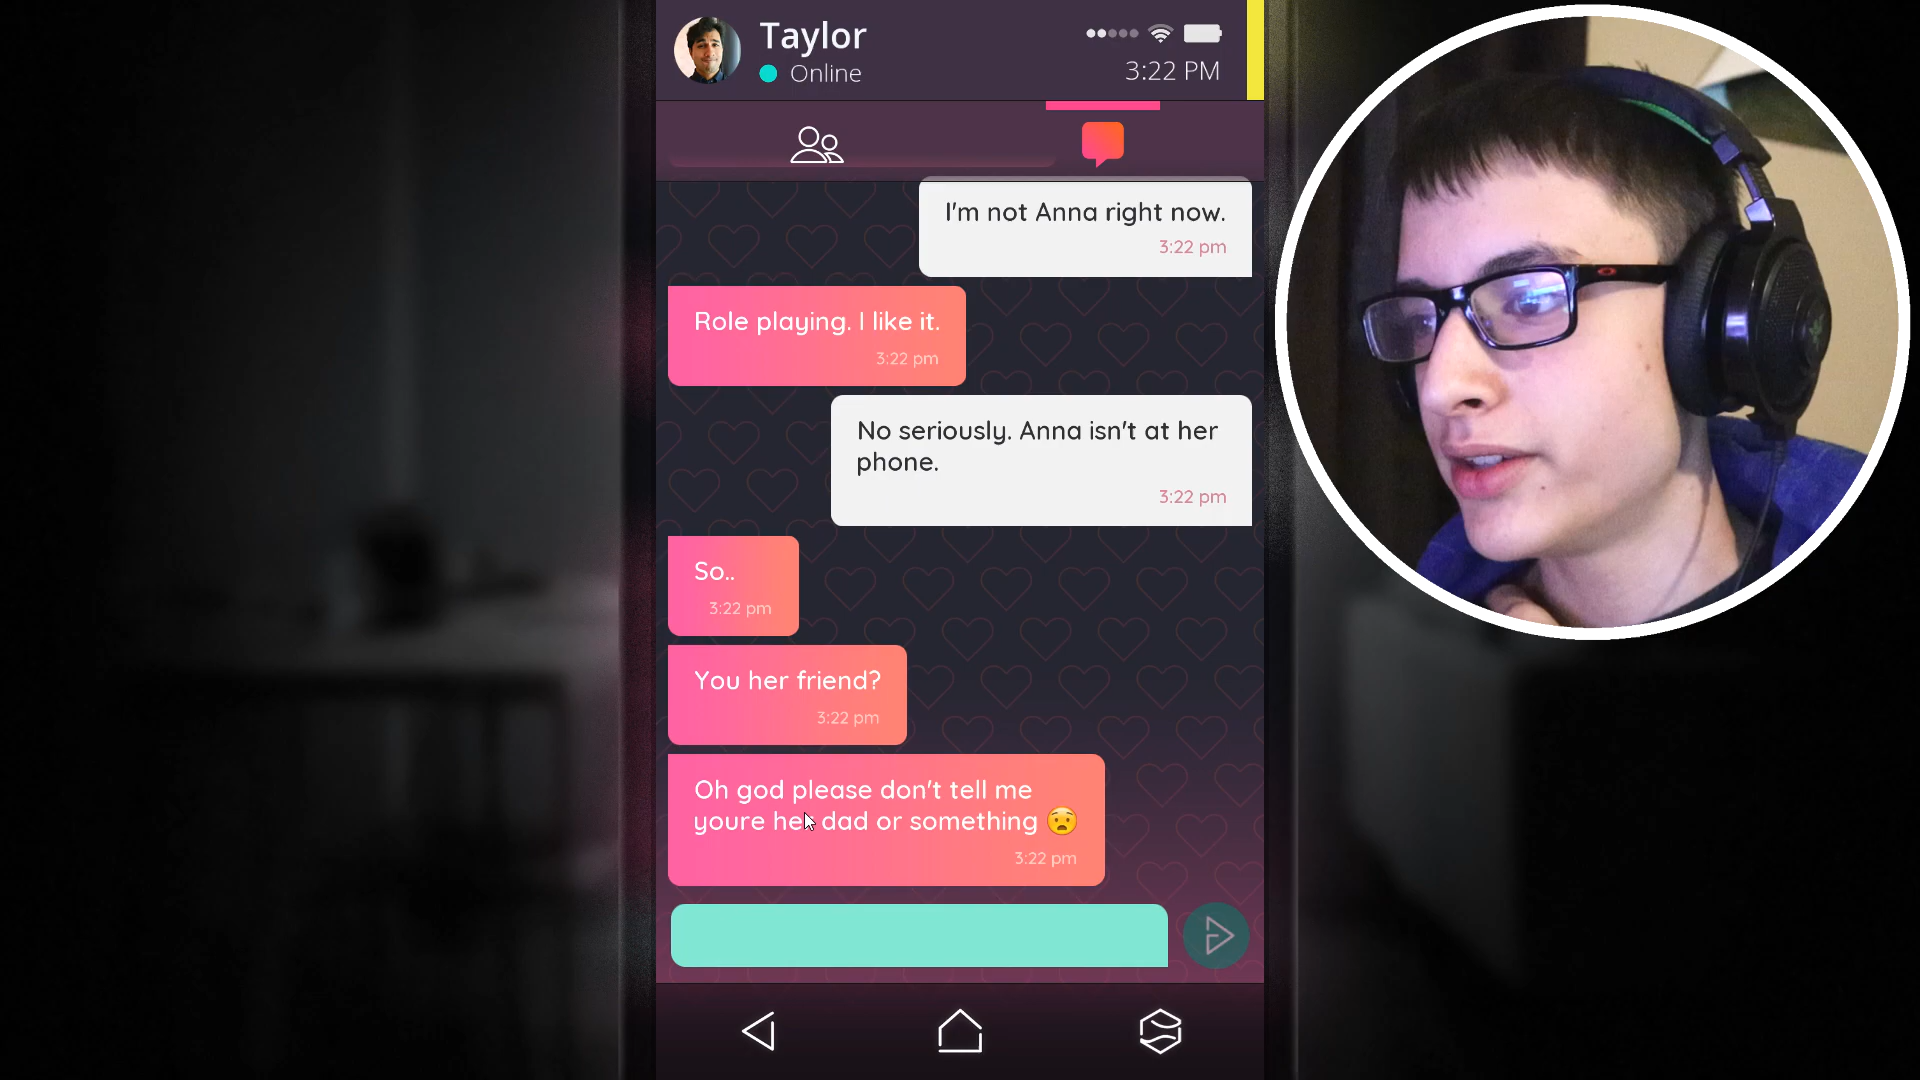 Taylor
Online
3:22 PM
I'm not Anna right now.
3:22 pm
Role playing. I like it.
3:22 pm
No seriously. Anna isn't at her
phone.
3:22 pm
So..
3:22 pm
You her friend?
3:22 pm
Oh god please don't tell me
youre her dad or something 😧
3:22 pm